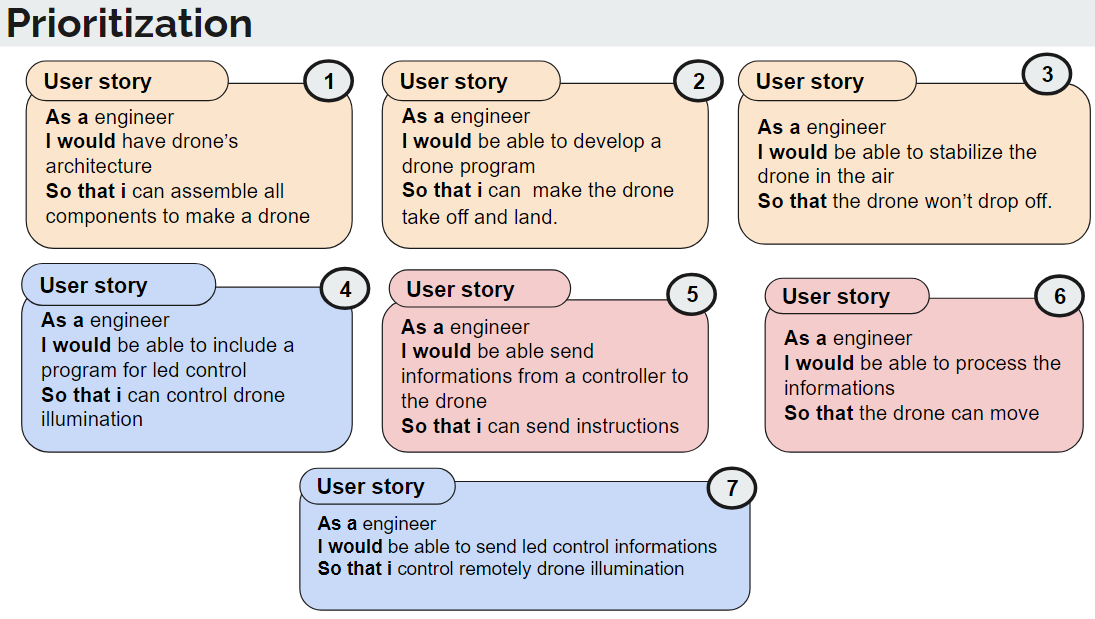 Prioritization
User story
1
As a engineer
I would have drone's
architecture
So that i can assemble all
components to make a drone
User story
2
As a engineer
I would be able to develop a
drone program
So that i can make the drone
take off and land.
User story
3
As a engineer
I would be able to stabilize the
drone in the air
So that the drone won't drop off.
User story
4
As a engineer
I would be able to include a
program for led control
So that i can control drone
illumination
User story
5
As a engineer
I would be able send
informations from a controller to
the drone
So that i can send instructions
User story
6
As a engineer
I would be able to process the
informations
So that the drone can move
User story
7
As a engineer
I would be able to send led control informations
So that i control remotely drone illumination